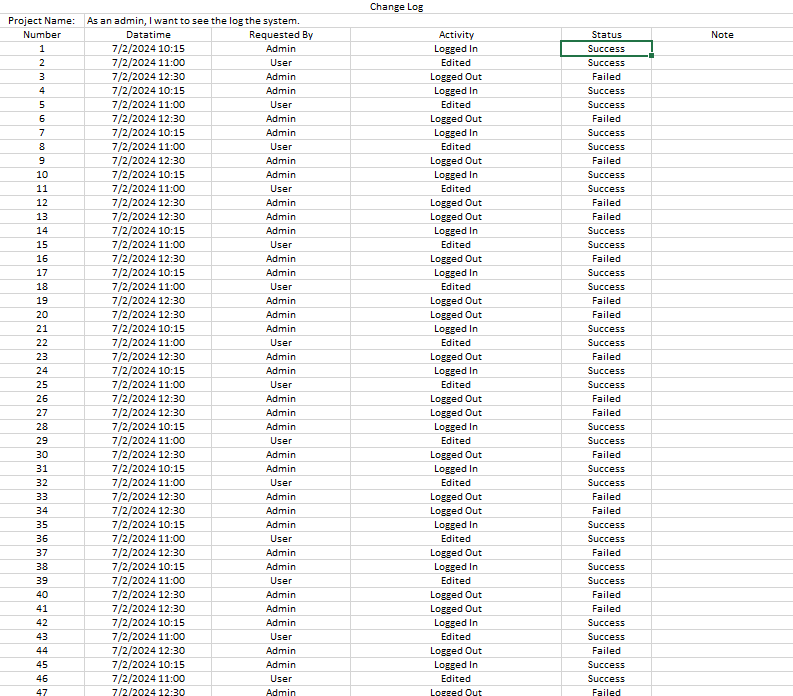 Change Log
Project Name: As an admin, I want to see the log the system.
Number Datatime Requested By Activity Status Note
1 7/2/2024 10:15 Admin Logged In Success
2 7/2/2024 11:00 User Edited Success
3 7/2/2024 12:30 Admin Logged Out Failed
4 7/2/2024 10:15 Admin Logged In Success
5 7/2/2024 11:00 User Edited Success
6 7/2/2024 12:30 Admin Logged Out Failed
7 7/2/2024 10:15 Admin Logged In Success
8 7/2/2024 11:00 User Edited Success
9 7/2/2024 12:30 Admin Logged Out Failed
10 7/2/2024 10:15 Admin Logged In Success
11 7/2/2024 11:00 User Edited Success
12 7/2/2024 12:30 Admin Logged Out Failed
13 7/2/2024 12:30 Admin Logged Out Failed
14 7/2/2024 10:15 Admin Logged In Success
15 7/2/2024 11:00 User Edited Success
16 7/2/2024 12:30 Admin Logged Out Failed
17 7/2/2024 10:15 Admin Logged In Success
18 7/2/2024 11:00 User Edited Success
19 7/2/2024 12:30 Admin Logged Out Failed
20 7/2/2024 12:30 Admin Logged Out Failed
21 7/2/2024 10:15 Admin Logged In Success
22 7/2/2024 11:00 User Edited Success
23 7/2/2024 12:30 Admin Logged Out Failed
24 7/2/2024 10:15 Admin Logged In Success
25 7/2/2024 11:00 User Edited Success
26 7/2/2024 12:30 Admin Logged Out Failed
27 7/2/2024 12:30 Admin Logged Out Failed
28 7/2/2024 10:15 Admin Logged In Success
29 7/2/2024 11:00 User Edited Success
30 7/2/2024 12:30 Admin Logged Out Failed
31 7/2/2024 10:15 Admin Logged In Success
32 7/2/2024 11:00 User Edited Success
33 7/2/2024 12:30 Admin Logged Out Failed
34 7/2/2024 12:30 Admin Logged Out Failed
35 7/2/2024 10:15 Admin Logged In Success
36 7/2/2024 11:00 User Edited Success
37 7/2/2024 12:30 Admin Logged Out Failed
38 7/2/2024 10:15 Admin Logged In Success
39 7/2/2024 11:00 User Edited Success
40 7/2/2024 12:30 Admin Logged Out Failed
41 7/2/2024 12:30 Admin Logged Out Failed
42 7/2/2024 10:15 Admin Logged In Success
43 7/2/2024 11:00 User Edited Success
44 7/2/2024 12:30 Admin Logged Out Failed
45 7/2/2024 10:15 Admin Logged In Success
46 7/2/2024 11:00 User Edited Success
47 7/2/2024 12:30 Admin Logged Out Failed